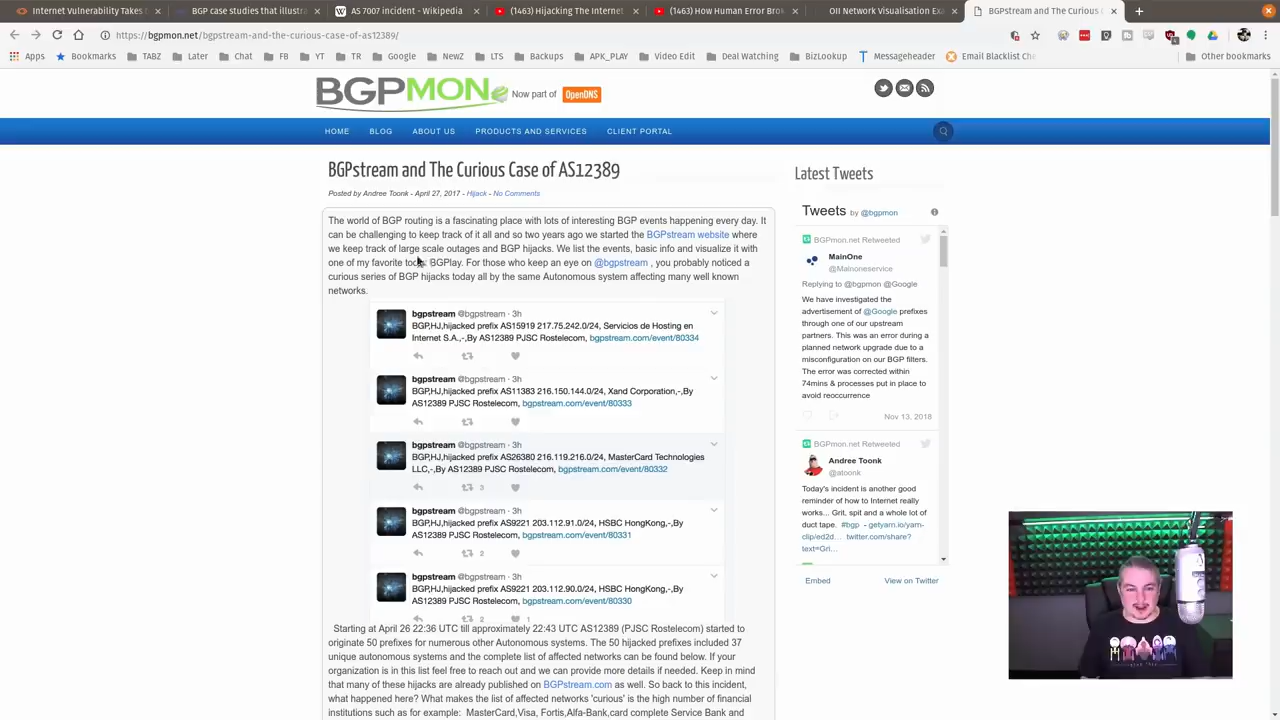 Internet Vulnerability Takes
BGP case studies that illustra
AS 7007 incident - Wikipedia
(1463) Hijacking The Internet
(1463) How Human Error Bro
OII Network Visualisation Exa
BGPstream and The Curious C
https://bgpmon.net/bgpstream-and-the-curious-case-of-as12389/
Apps
Bookmarks
TABZ
Later
Chat
FB
YT
TR
Google
NewZ
LTS
Backups
APK_PLAY
Video Edit
Deal Watching
BizLookup
Messageheader
Email Blacklist Che
Other bookmarks
BGPMON
Now part of
OpenDNS
HOME
BLOG
ABOUT US
PRODUCTS AND SERVICES
CLIENT PORTAL
BGPstream and The Curious Case of AS12389
Posted by Andree Toonk - April 27, 2017 - Hijack - No Comments
The world of BGP routing is a fascinating place with lots of interesting BGP events happening every day. It
can be challenging to keep track of it all and so two years ago we started the BGPstream website where
we keep track of large scale outages and BGP hijacks. We list the events, basic info and visualize it with
one of my favorite tools: BGPlay. For those who keep an eye on @bgpstream , you probably noticed a
curious series of BGP hijacks today all by the same Autonomous system affecting many well known
networks.
bgpstream @bgpstream · 3h
BGP,HJ,hijacked prefix AS15919 217.75.242.0/24, Servicios de Hosting en
Internet S.A.,-,By AS12389 PJSC Rostelecom, bgpstream.com/event/80334
bgpstream @bgpstream · 3h
BGP,HJ,hijacked prefix AS11383 216.150.144.0/24, Xand Corporation,-,By
AS12389 PJSC Rostelecom, bgpstream.com/event/80333
bgpstream @bgpstream · 3h
BGP,HJ,hijacked prefix AS26380 216.119.216.0/24, MasterCard Technologies
LLC,-,By AS12389 PJSC Rostelecom, bgpstream.com/event/80332
3
bgpstream @bgpstream · 3h
BGP,HJ,hijacked prefix AS9221 203.112.91.0/24, HSBC HongKong,-,By
AS12389 PJSC Rostelecom, bgpstream.com/event/80331
2
bgpstream @bgpstream · 3h
BGP,HJ,hijacked prefix AS9221 203.112.90.0/24, HSBC HongKong,-,By
AS12389 PJSC Rostelecom, bgpstream.com/event/80330
2 1
Starting at April 26 22:36 UTC till approximately 22:43 UTC AS12389 (PJSC Rostelecom) started to
originate 50 prefixes for numerous other Autonomous systems. The 50 hijacked prefixes included 37
unique autonomous systems and the complete list of affected networks can be found below. If your
organization is in this list feel free to reach out and we can provide more details if needed. Keep in mind
that many of these hijacks are already published on BGPStream.com as well. So back to this incident,
what happened here? What makes the list of affected networks 'curious' is the high number of financial
institutions such as for example: MasterCard,Visa, Fortis,Alfa-Bank,card complete Service Bank and
Latest Tweets
Tweets by @bgpmon
BGPmon.net Retweeted
MainOne
@Mainoneservice
Replying to @bgpmon @Google
We have investigated the
advertisement of @Google prefixes
through one of our upstream
partners. This was an error during a
planned network upgrade due to a
misconfiguration on our BGP filters.
The error was corrected within
74mins & processes put in place to
avoid reoccurrence
Nov 13, 2018
BGPmon.net Retweeted
Andree Toonk
@atoonk
Today's incident is another good
reminder of how to Internet really
works... Grit, spit and a whole lot of
duct tape. #bgp - getyarn.io/yarn-
clip/ed2d... twitter.com/share?
text=Gri...
Embed
View on Twitter